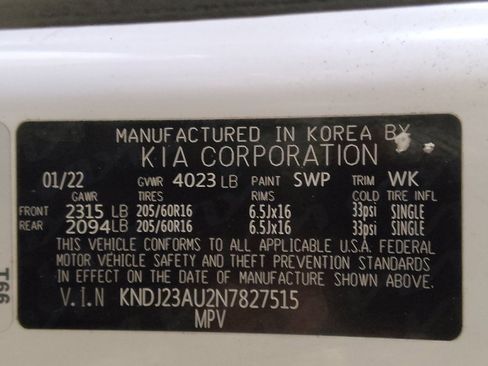 MANUFACTURED IN KOREA BY
KIA CORPORATION
01/22 GVWR 4023 LB PAINT SWP TRIM WK
GAWR TIRES RIMS COLD TIRE INFL
FRONT 2315 LB 205/60R16 6.5Jx16 33psi SINGLE
REAR 2094 LB 205/60R16 6.5Jx16 33psi SINGLE
THIS VEHICLE CONFORMS TO ALL APPLICABLE U.S.A. FEDERAL
MOTOR VEHICLE SAFETY AND THEFT PREVENTION STANDARDS
IN EFFECT ON THE DATE OF MANUFACTURE SHOWN ABOVE.
V.I.N KNDJ23AU2N7827515
MPV